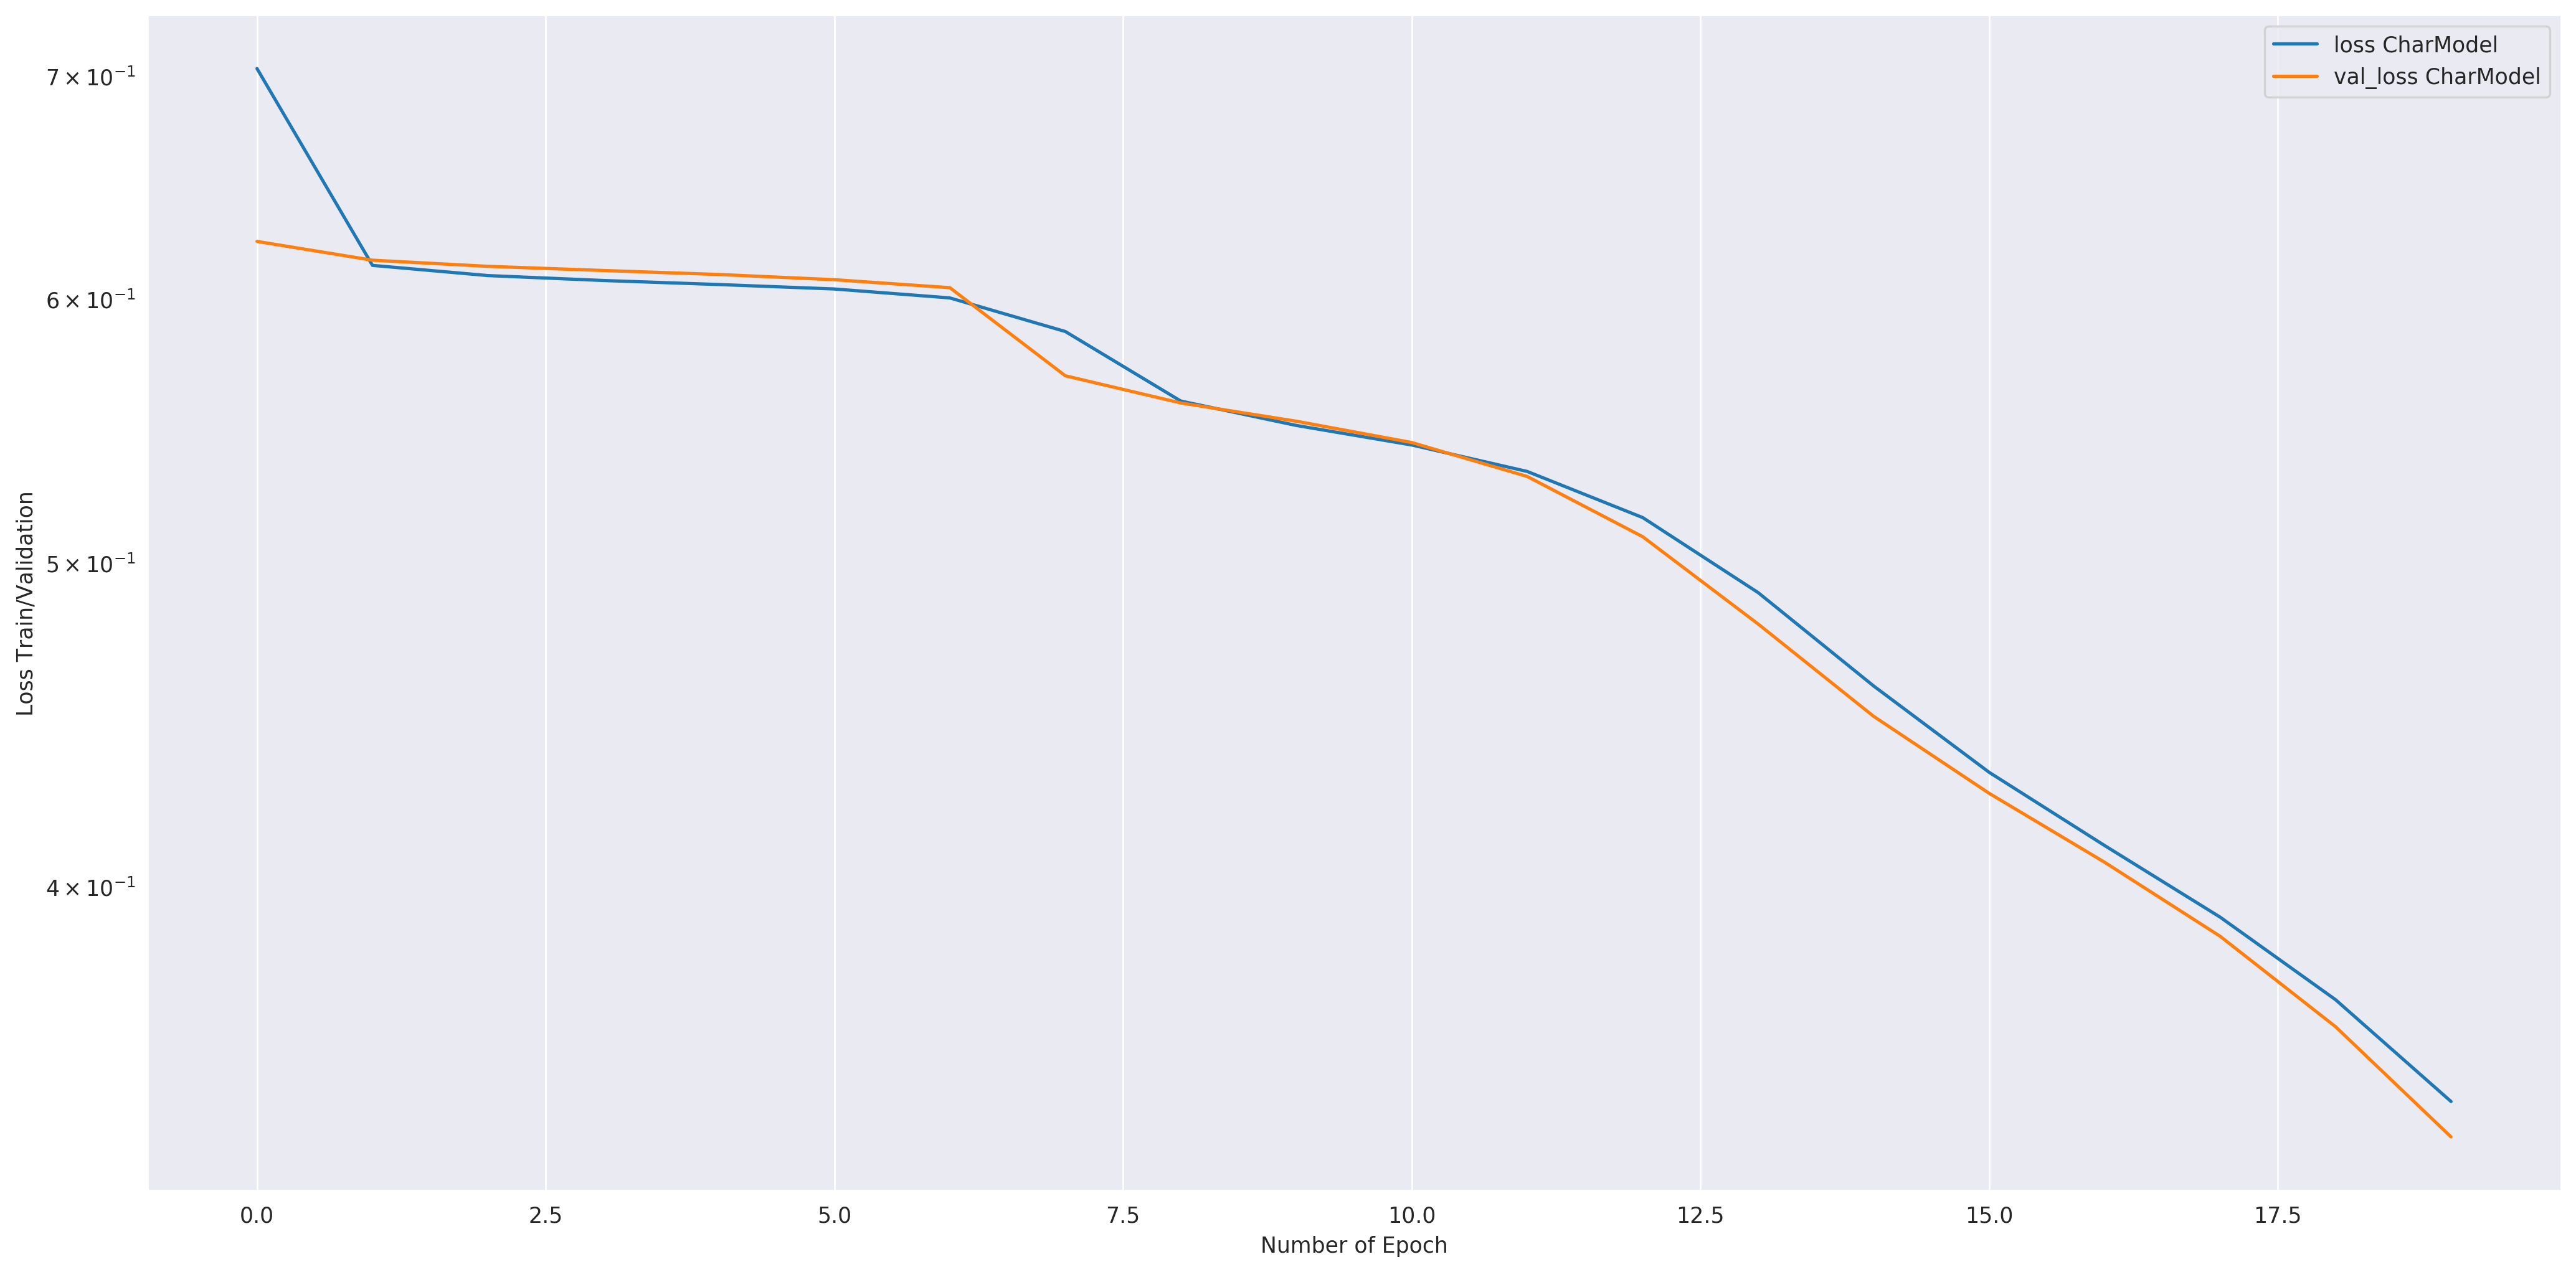 loss CharModel
val_loss CharModel
7 × 10⁻¹
6 × 10⁻¹
5 × 10⁻¹
4 × 10⁻¹
Loss Train/Validation
0.0 2.5 5.0 7.5 10.0 12.5 15.0 17.5
Number of Epoch